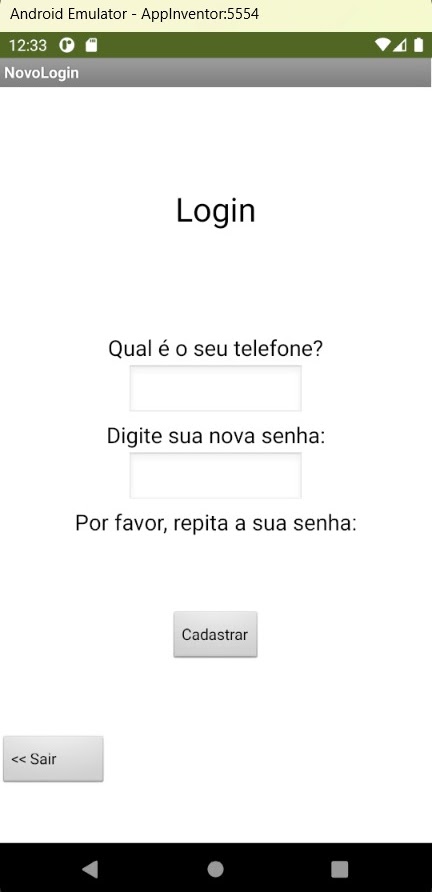 Android Emulator - AppInventor:5554
12:33
NovoLogin
Login
Qual é o seu telefone?
Digite sua nova senha:
Por favor, repita a sua senha:
Cadastrar
<< Sair